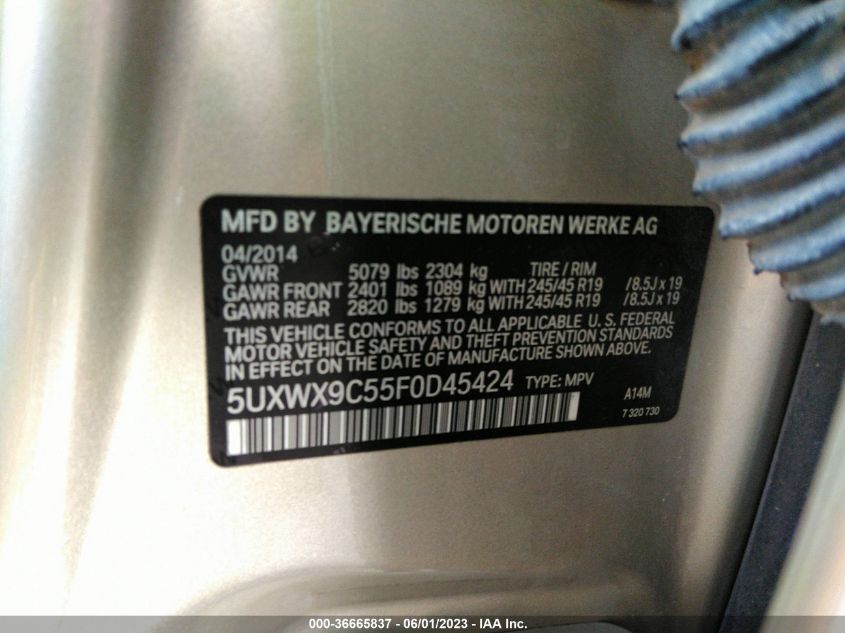 MFD BY BAYERISCHE MOTOREN WERKE AG
04/2014
GVWR 5079 lbs 2304 kg TIRE / RIM
GAWR FRONT 2401 lbs 1089 kg WITH 245/45 R19 /8.5J x 19
GAWR REAR 2820 lbs 1279 kg WITH 245/45 R19 /8.5J x 19
THIS VEHICLE CONFORMS TO ALL APPLICABLE U. S. FEDERAL
MOTOR VEHICLE SAFETY AND THEFT PREVENTION STANDARDS
IN EFFECT ON THE DATE OF MANUFACTURE SHOWN ABOVE.
5UXWX9C55F0D45424 TYPE: MPV A14M
7 320 730
000-36665837 - 06/01/2023 - IAA Inc.